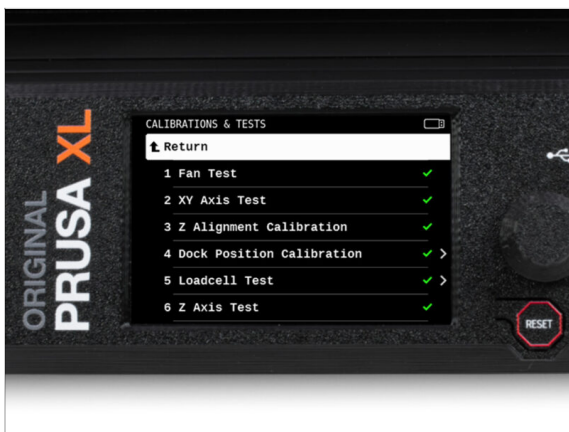 ORIGINAL
PRUSA XL
CALIBRATIONS & TESTS
Return
1 Fan Test
2 XY Axis Test
3 Z Alignment Calibration
4 Dock Position Calibration
5 Loadcell Test
6 Z Axis Test
RESET